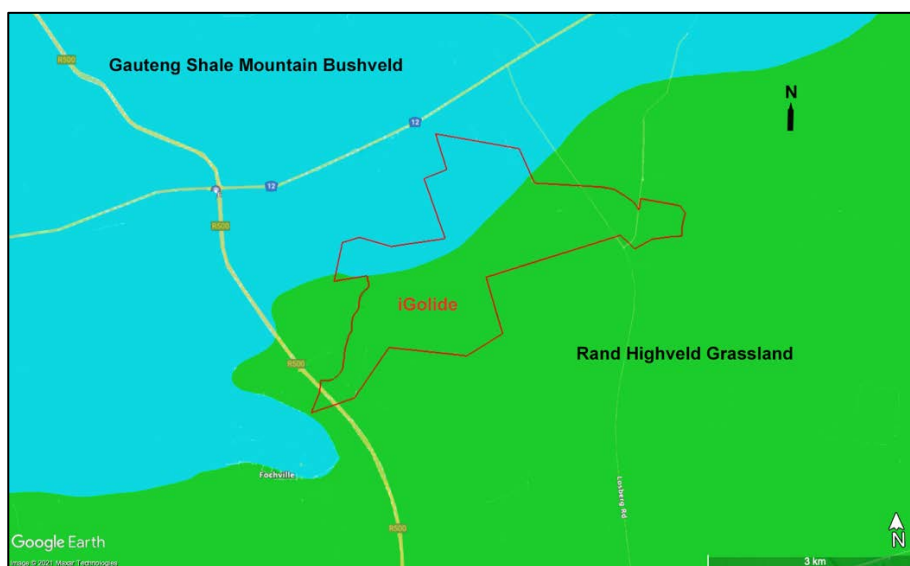 R500
Gauteng Shale Mountain Bushveld
N
12
12
R500
iGolide
Rand Highveld Grassland
R500
Fochville
Losberg Rd
R500
Google Earth
Image © 2021 Maxar Technologies
N
3 km